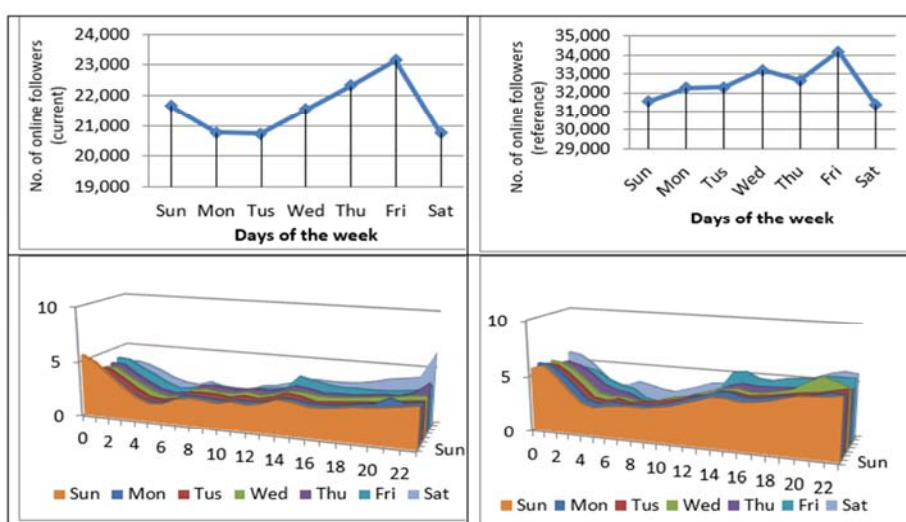 24,000
23,000
22,000
21,000
20,000
19,000
No. of online followers
(current)
Sun Mon Tus Wed Thu Fri Sat
Days of the week
35,000
34,000
33,000
32,000
31,000
30,000
29,000
No. of online followers
(reference)
Sun Mon Tus Wed Thu Fri Sat
Days of the week
10
5
0
0 2 4 6 8 10 12 14 16 18 20 22
Sun
Sun Mon Tus Wed Thu Fri Sat
10
5
0
0 2 4 6 8 10 12 14 16 18 20 22
Sun
Sun Mon Tus Wed Thu Fri Sat